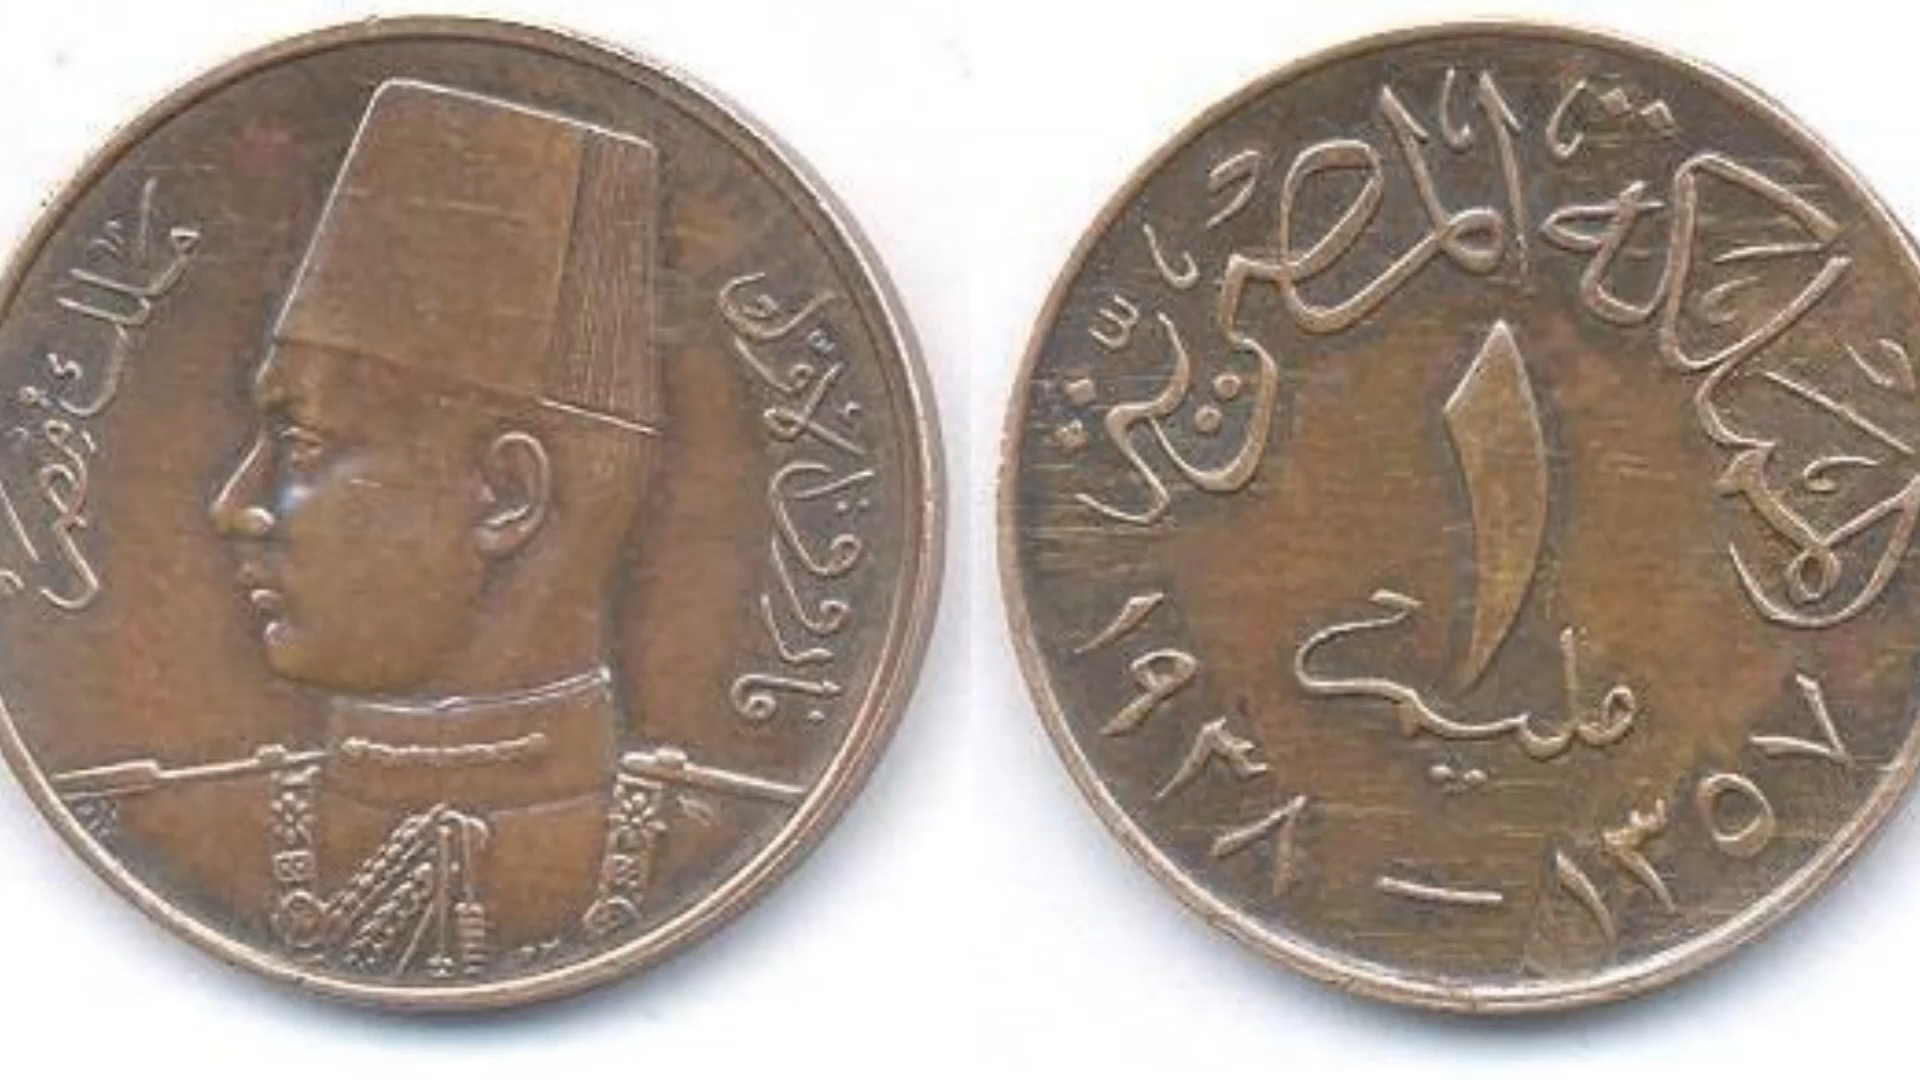 فاروق الأول
ملك مصر
المملكة المصرية
١
مليم
١٣٥٧ — ١٩٣٨